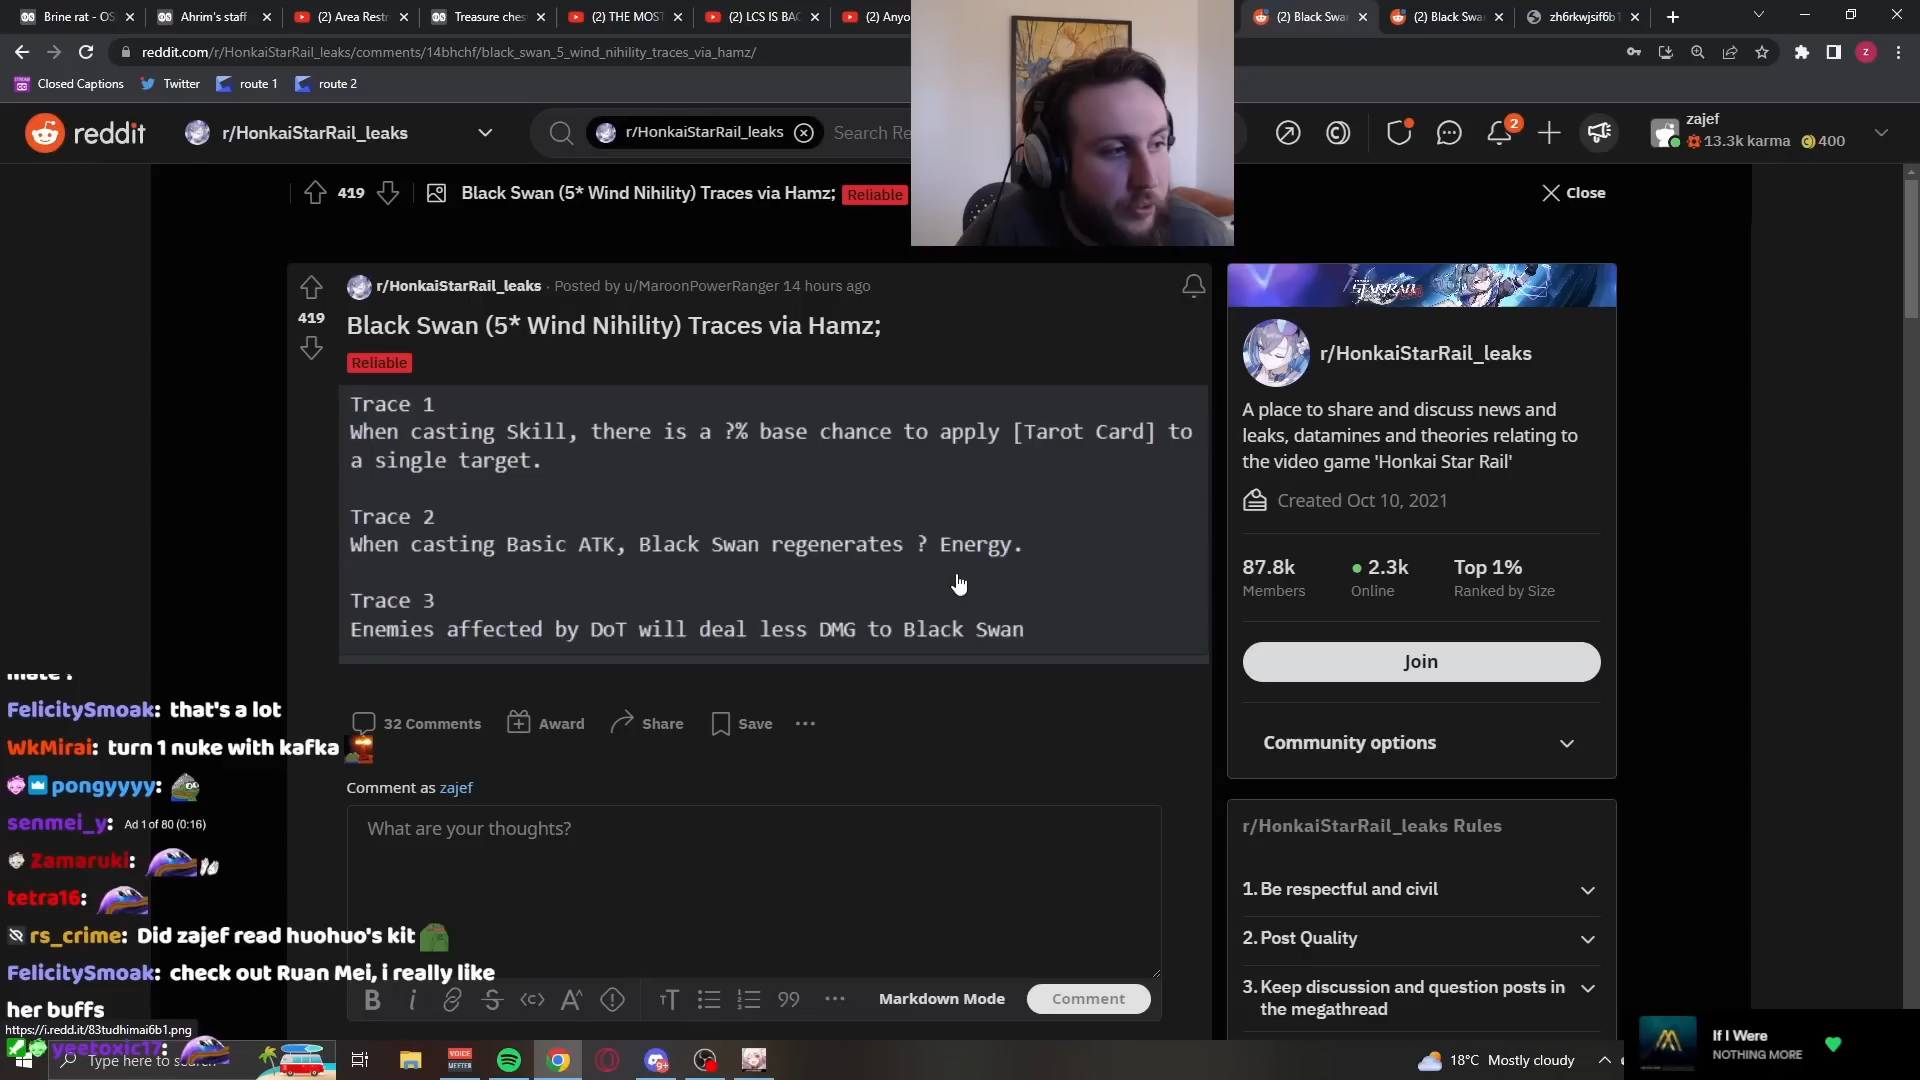 Brine rat - OS
Ahrim's staff
(2) Area Restr
Treasure ches
(2) THE MOST
(2) LCS IS BAC
(2) Anyo
(2) Black Swa
(2) Black Swa
zh6rkwjsif6b1
reddit.com/r/HonkaiStarRail_leaks/comments/14bhchf/black_swan_5_wind_nihility_traces_via_hamz/
Z
Closed Captions
Twitter
route 1
route 2
reddit
r/HonkaiStarRail_leaks
r/HonkaiStarRail_leaks
Search Re
2
zajef
13.3k karma
400
419
Black Swan (5* Wind Nihility) Traces via Hamz;
Reliable
Close
r/HonkaiStarRail_leaks · Posted by u/MaroonPowerRanger 14 hours ago
419
Black Swan (5* Wind Nihility) Traces via Hamz;
Reliable
Trace 1
When casting Skill, there is a ?% base chance to apply [Tarot Card] to
a single target.
Trace 2
When casting Basic ATK, Black Swan regenerates ? Energy.
Trace 3
Enemies affected by DoT will deal less DMG to Black Swan
32 Comments
Award
Share
Save
Comment as zajef
What are your thoughts?
Markdown Mode
Comment
STARRAIL
r/HonkaiStarRail_leaks
A place to share and discuss news and
leaks, datamines and theories relating to
the video game 'Honkai Star Rail'
Created Oct 10, 2021
87.8k
Members
2.3k
Online
Top 1%
Ranked by Size
Join
Community options
r/HonkaiStarRail_leaks Rules
1. Be respectful and civil
2. Post Quality
3. Keep discussion and question posts in
the megathread
FelicitySmoak: that's a lot
WkMirai: turn 1 nuke with kafka
pongyyyy:
senmei_y: Ad 1 of 80 (0:16)
Zamaruki:
tetra16:
rs_crime: Did zajef read huohuo's kit
FelicitySmoak: check out Ruan Mei, i really like
her buffs
https://i.redd.it/83tudhimai6b1.png
yeetoxic17:
Type here to search
VOICE
MEETER
9+
18°C Mostly cloudy
If I Were
NOTHING MORE